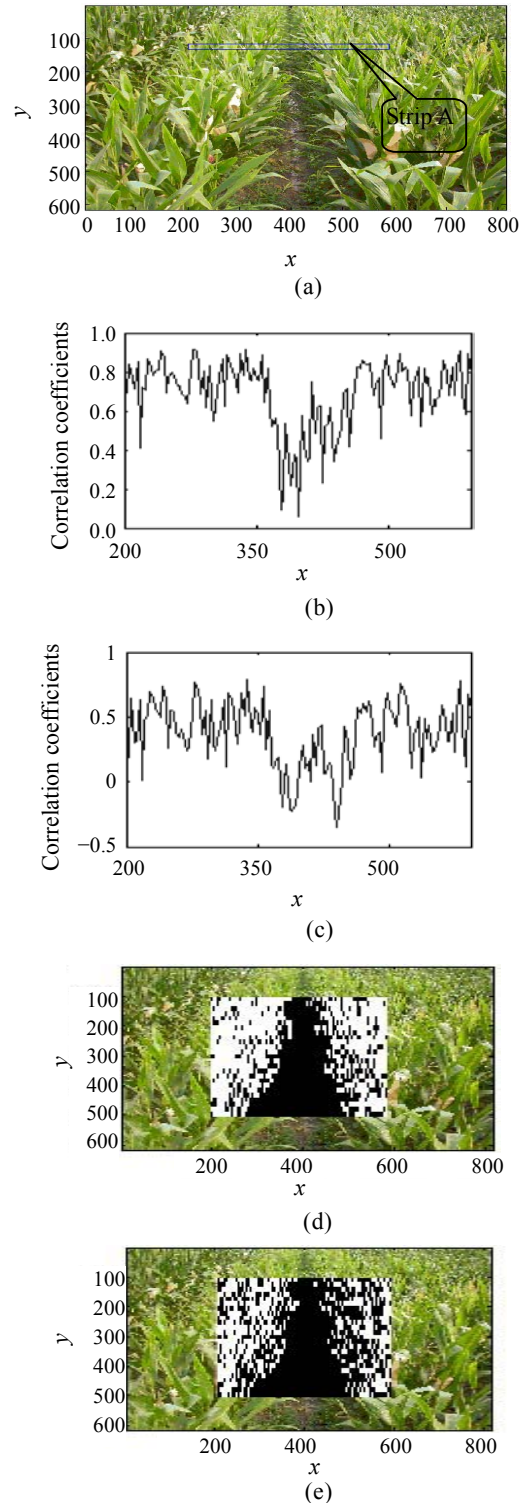 100
200
300
400
500
600
y
Strip A
0 100 200 300 400 500 600 700 800
x
(a)
Correlation coefficients
1.0
0.8
0.6
0.4
0.2
0.0
200 350 500
x
(b)
Correlation coefficients
1
0.5
0
−0.5
200 350 500
x
(c)
y
100
200
300
400
500
600
200 400 600 800
x
(d)
y
100
200
300
400
500
600
200 400 600 800
x
(e)